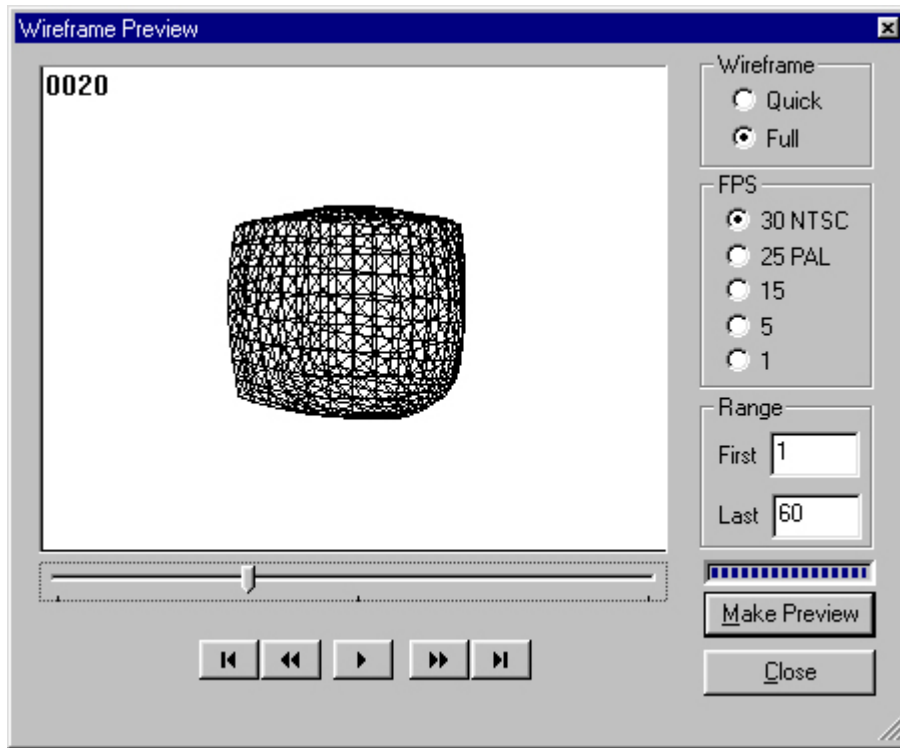 Wireframe Preview
0020
Wireframe
Quick
Full
FPS
30 NTSC
25 PAL
15
5
1
Range
First 1
Last 60
Make Preview
Close